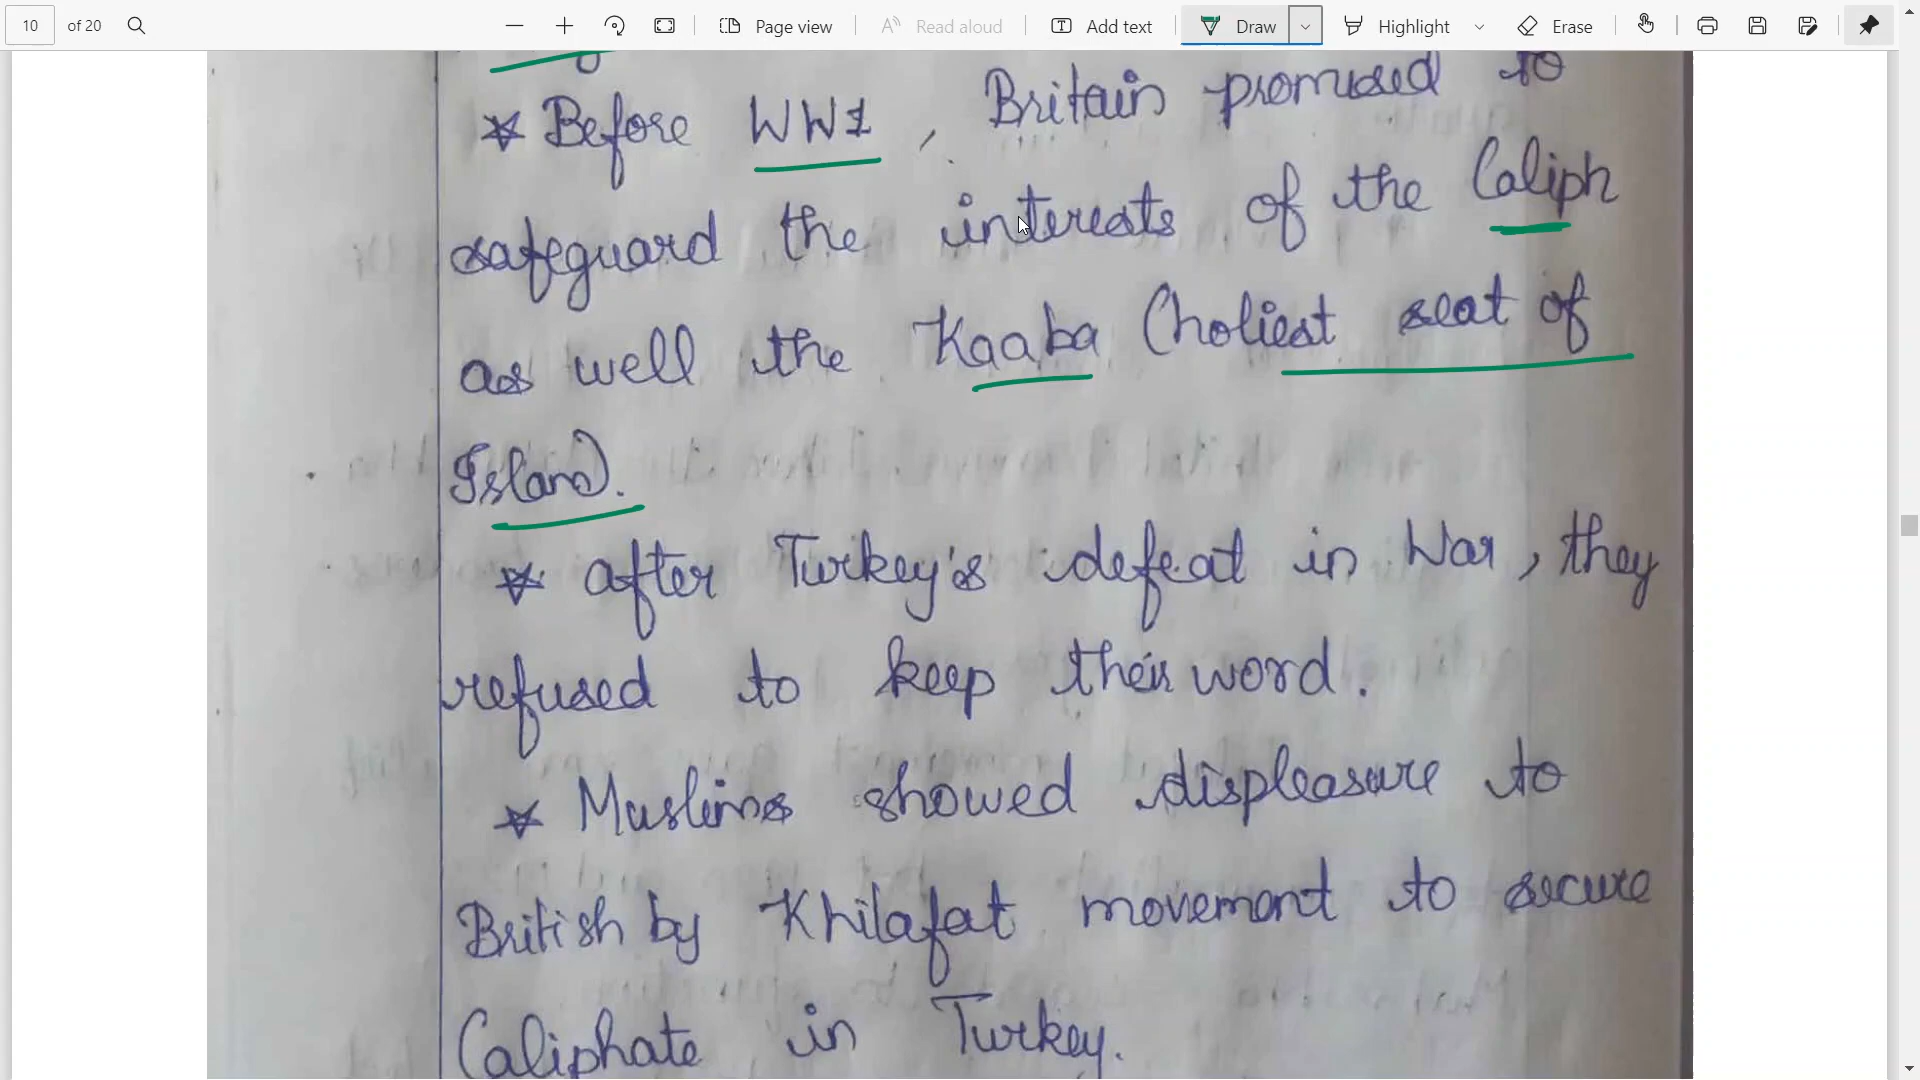 10 of 20 Page view Read aloud Add text Draw Highlight Erase
* Before WW1, Britain promised to
safeguard the interests of the Caliph
as well the Kaaba (holiest seat of
Islam).
* after Turkey's defeat in War, they
refused to keep their word.
* Muslims showed displeasure to
British by Khilafat movement to secure
Caliphate in Turkey.